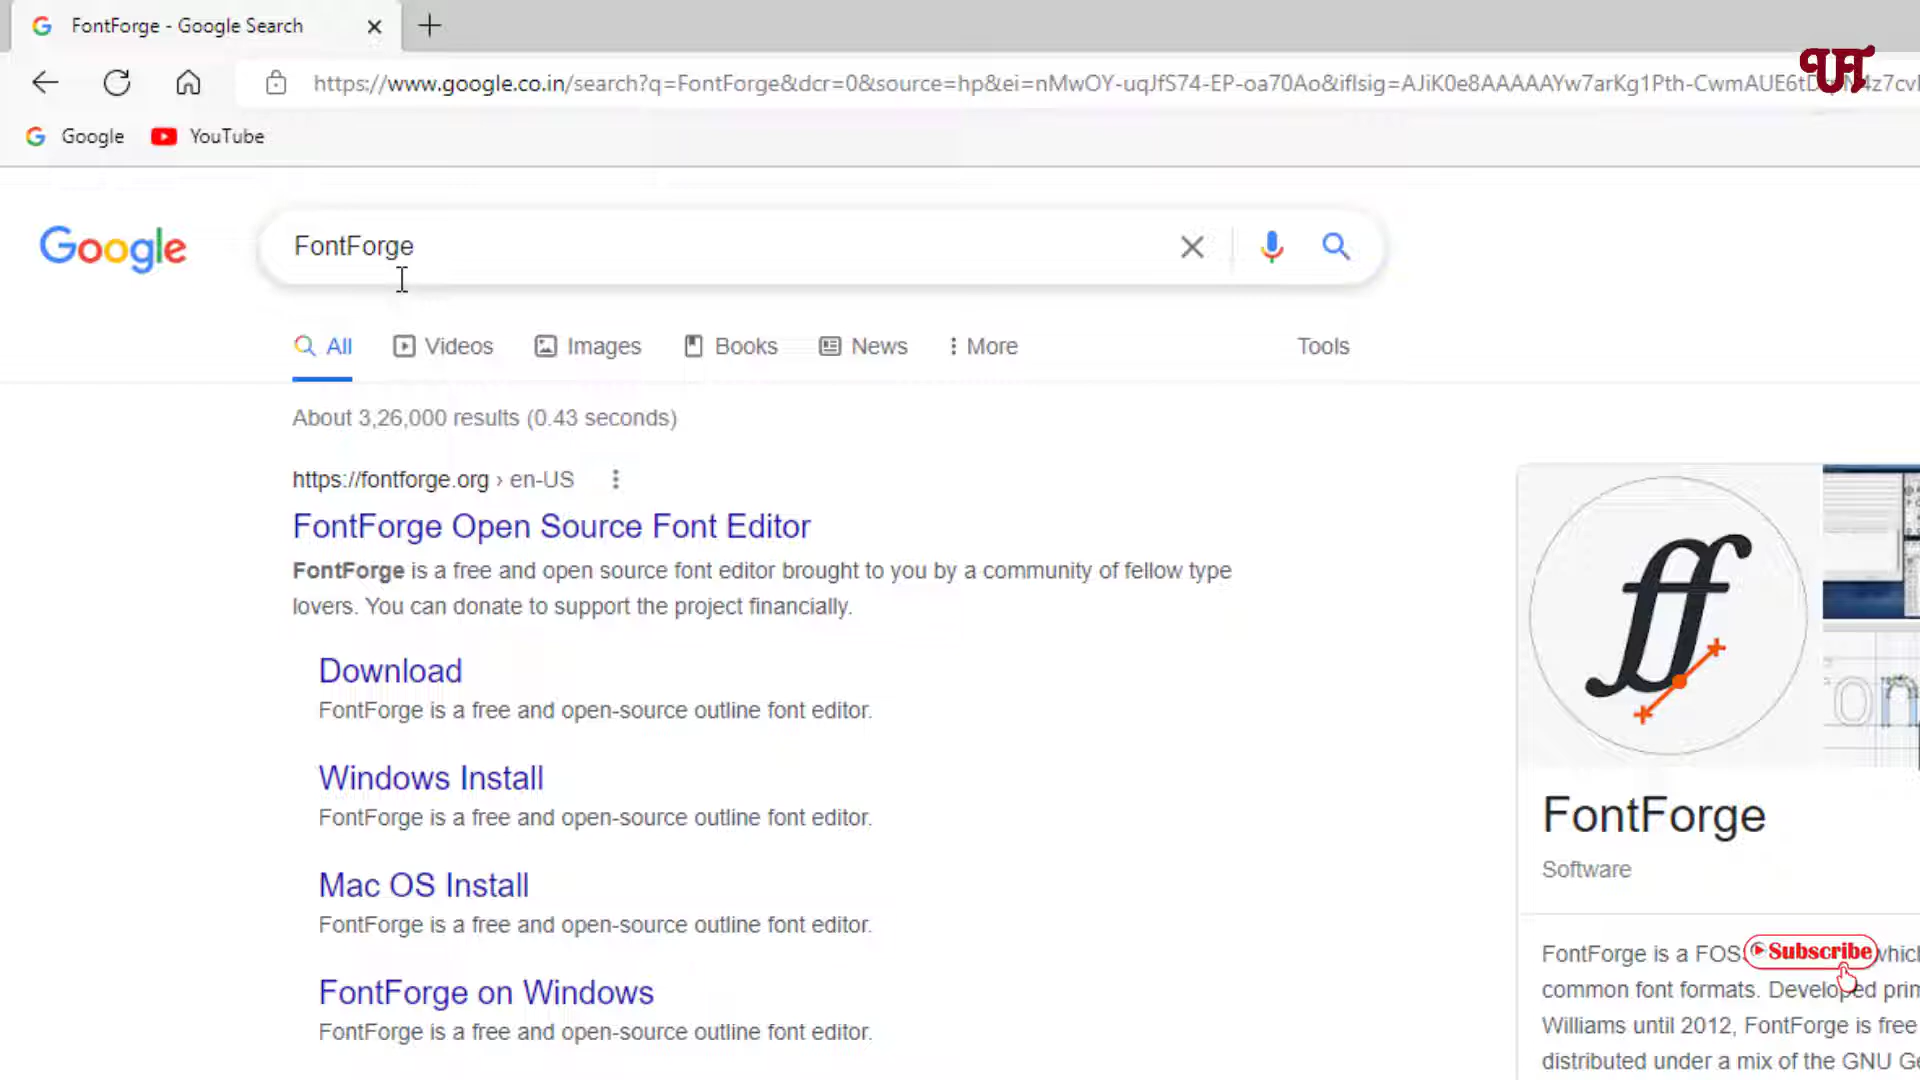 FontForge - Google Search
https://www.google.co.in/search?q=FontForge&dcr=0&source=hp&ei=nMwOY-uqJfS74-EP-oa70Ao&iflsig=AJiK0e8AAAAAYw7arKg1Pth-CwmAUE6tD
Google YouTube
Google
FontForge
All Videos Images Books News More Tools
About 3,26,000 results (0.43 seconds)
https://fontforge.org › en-US
FontForge Open Source Font Editor
FontForge is a free and open source font editor brought to you by a community of fellow type
lovers. You can donate to support the project financially.
Download
FontForge is a free and open-source outline font editor.
Windows Install
FontForge is a free and open-source outline font editor.
Mac OS Install
FontForge is a free and open-source outline font editor.
FontForge on Windows
FontForge is a free and open-source outline font editor.
ff
FontForge
Software
FontForge is a FOS
Subscribe
common font formats. Developed prim
Williams until 2012, FontForge is free
distributed under a mix of the GNU Ge